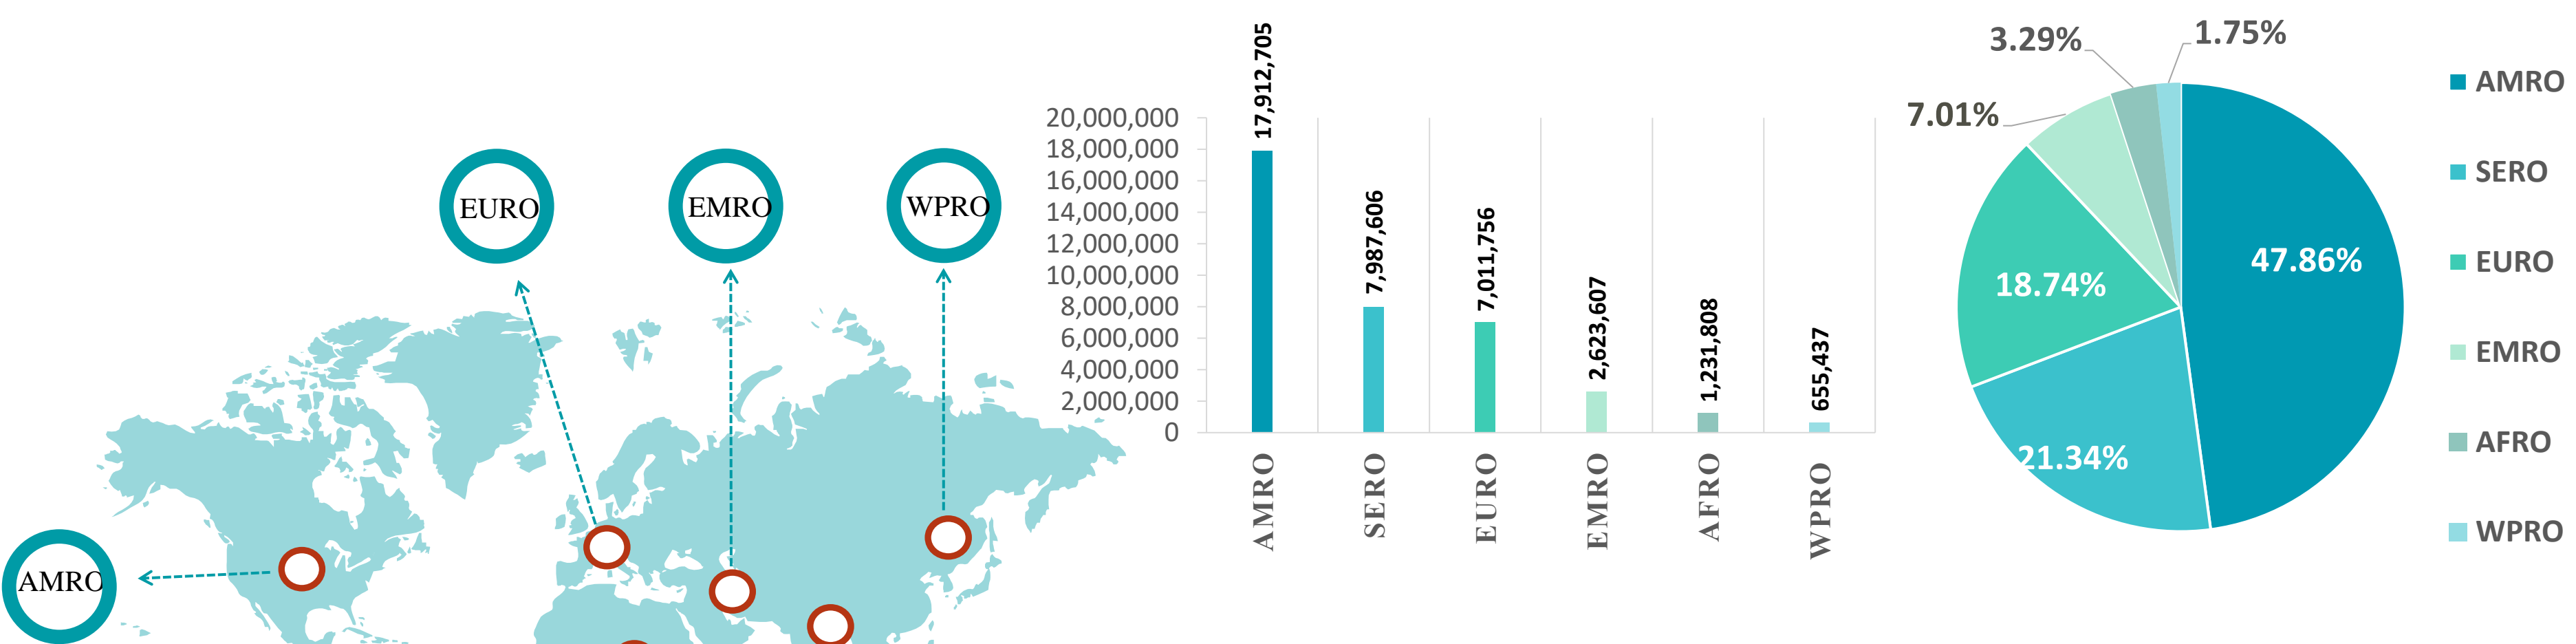 EURO
EMRO
WPRO
AMRO
20,000,000
18,000,000
16,000,000
14,000,000
12,000,000
10,000,000
8,000,000
6,000,000
4,000,000
2,000,000
0
17,912,705
7,987,606
7,011,756
2,623,607
1,231,808
655,437
AMRO
SERO
EURO
EMRO
AFRO
WPRO
3.29%
1.75%
7.01%
47.86%
18.74%
21.34%
AMRO
SERO
EURO
EMRO
AFRO
WPRO